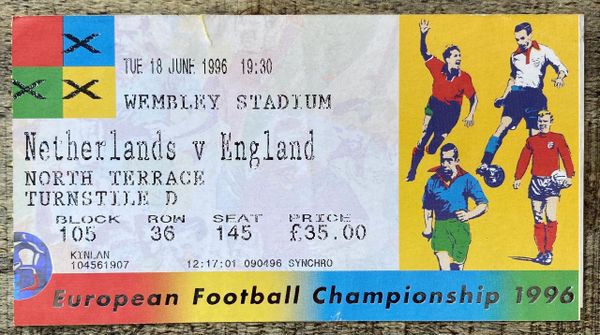 TUE 18 JUNE 1996 19:30
WEMBLEY STADIUM
Netherlands v England
NORTH TERRACE
TURNSTILE D
BLOCK ROW SEAT PRICE
105 36 145 £35.00
KINLAN
104561907 12:17:01 090496 SYNCHRO
European Football Championship 1996